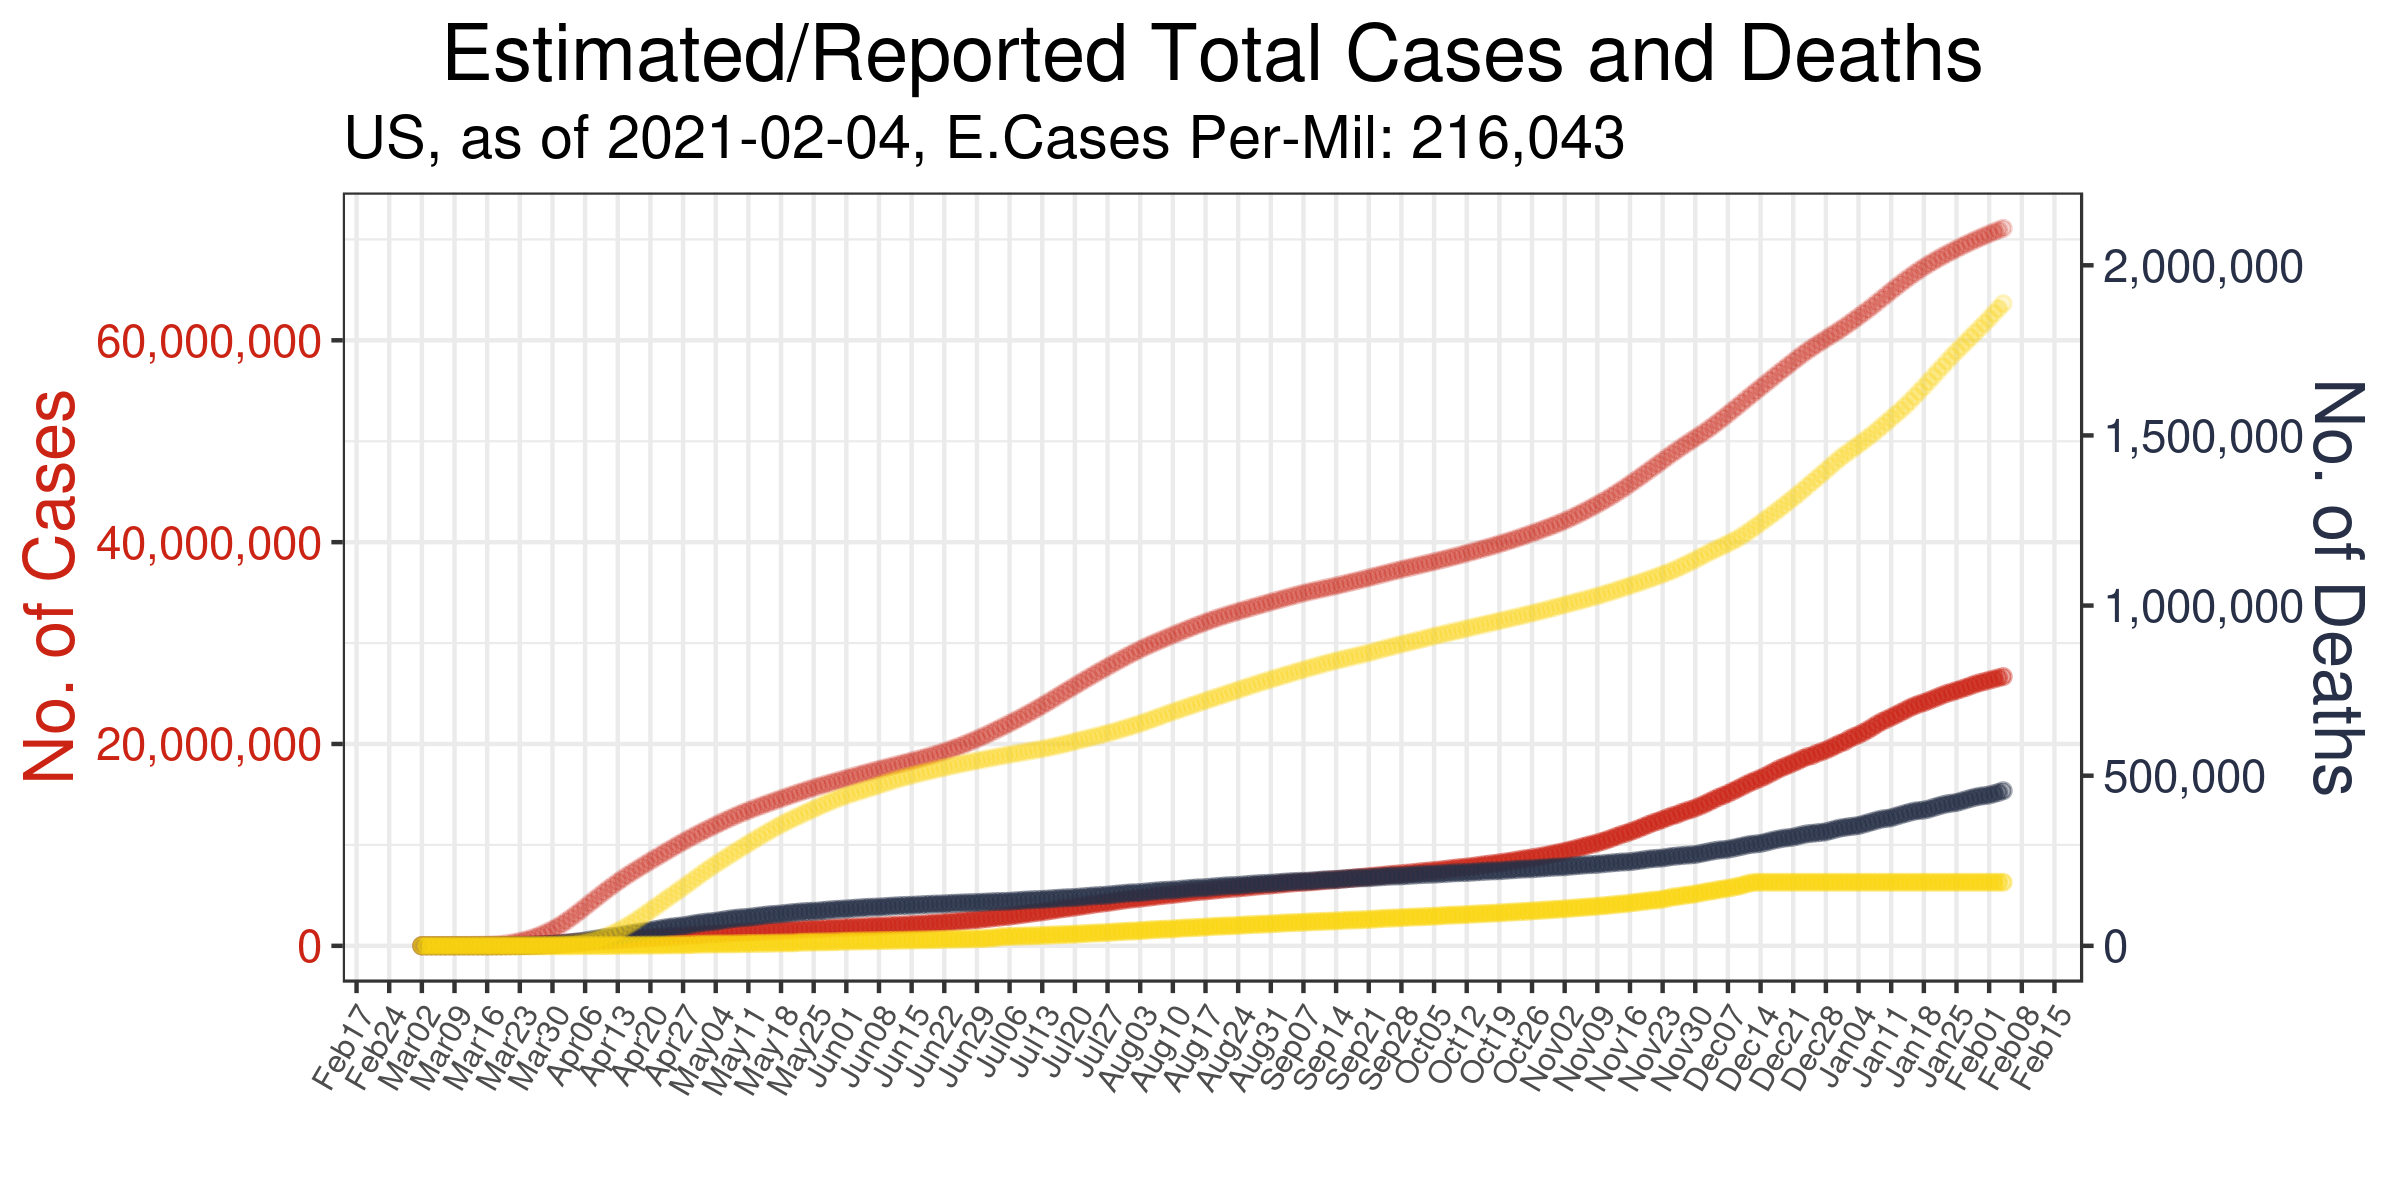 Estimated/Reported Total Cases and Deaths
US, as of 2021-02-04, E.Cases Per-Mil: 216,043
No. of Cases
60,000,000
40,000,000
20,000,000
0
2,000,000
1,500,000
1,000,000
500,000
0
No. of Deaths
Feb17 Feb24 Mar02 Mar09 Mar16 Mar23 Mar30 Apr06 Apr13 Apr20 Apr27 May04 May11 May18 May25 Jun01 Jun08 Jun15 Jun22 Jun29 Jul06 Jul13 Jul20 Jul27 Aug03 Aug10 Aug17 Aug24 Aug31 Sep07 Sep14 Sep21 Sep28 Oct05 Oct12 Oct19 Oct26 Nov02 Nov09 Nov16 Nov23 Nov30 Dec07 Dec14 Dec21 Dec28 Jan04 Jan11 Jan18 Jan25 Feb01 Feb08 Feb15